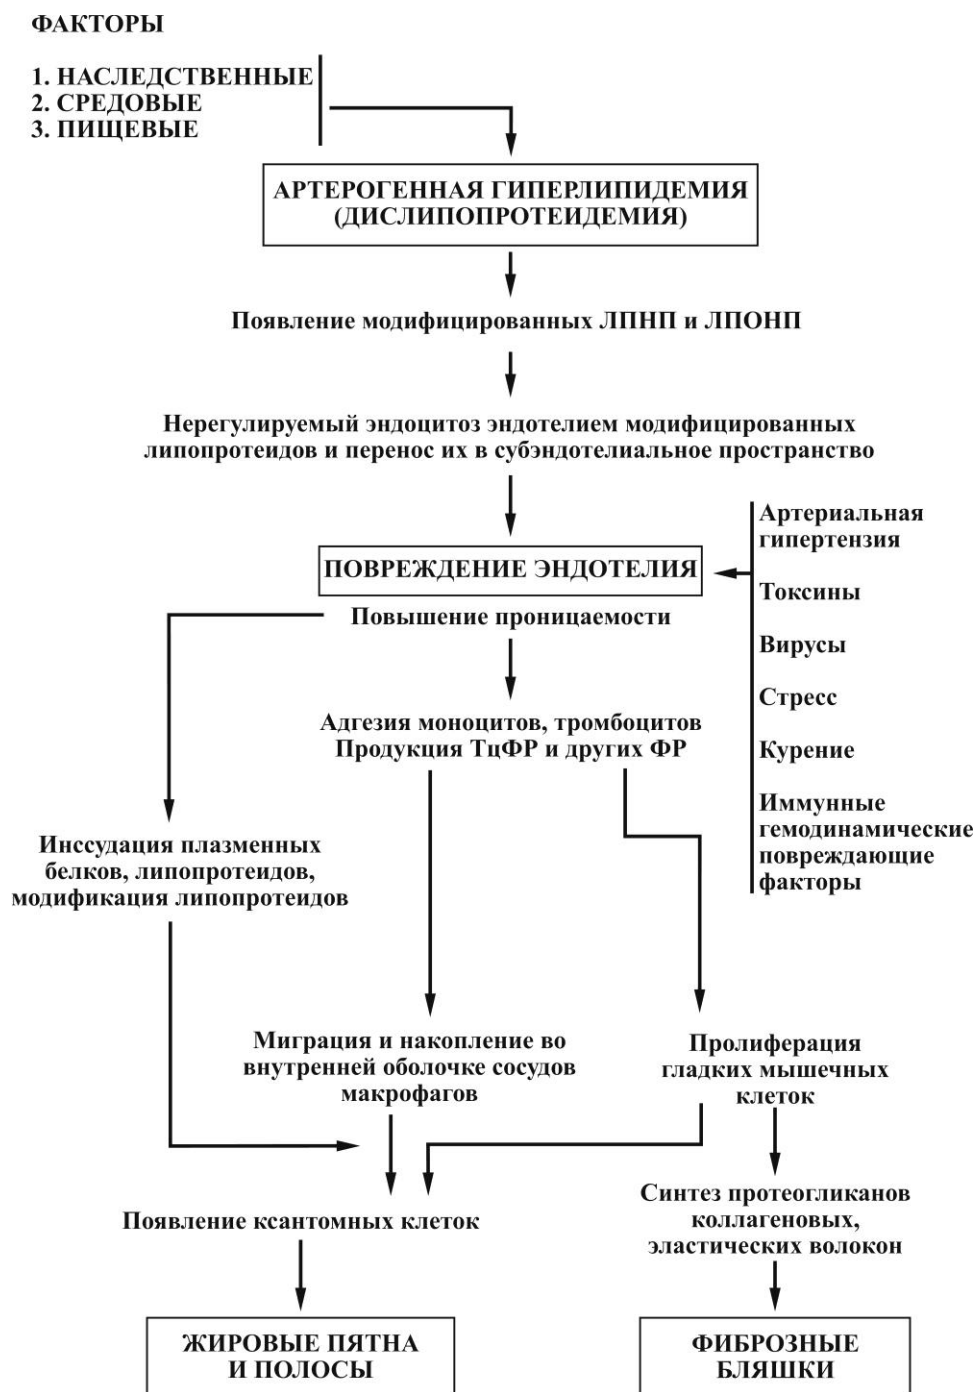 ФАКТОРЫ
1. НАСЛЕДСТВЕННЫЕ
2. СРЕДОВЫЕ
3. ПИЩЕВЫЕ
АРТЕРОГЕННАЯ ГИПЕРЛИПИДЕМИЯ
(ДИСЛИПОПРОТЕИДЕМИЯ)
Появление модифицированных ЛПНП и ЛПОНП
Нерегулируемый эндоцитоз эндотелием модифицированных
липопротеидов и перенос их в субэндотелиальное пространство
ПОВРЕЖДЕНИЕ ЭНДОТЕЛИЯ
Повышение проницаемости
Артериальная
гипертензия
Токсины
Вирусы
Стресс
Курение
Иммунные
гемодинамические
повреждающие
факторы
Адгезия моноцитов, тромбоцитов
Продукция ТцФР и других ФР
Инссудация плазменных
белков, липопротеидов,
модификация липопротеидов
Миграция и накопление во
внутренней оболочке сосудов
макрофагов
Пролиферация
гладких мышечных
клеток
Появление ксантомных клеток
Синтез протеогликанов
коллагеновых,
эластических волокон
ЖИРОВЫЕ ПЯТНА
И ПОЛОСЫ
ФИБРОЗНЫЕ
БЛЯШКИ